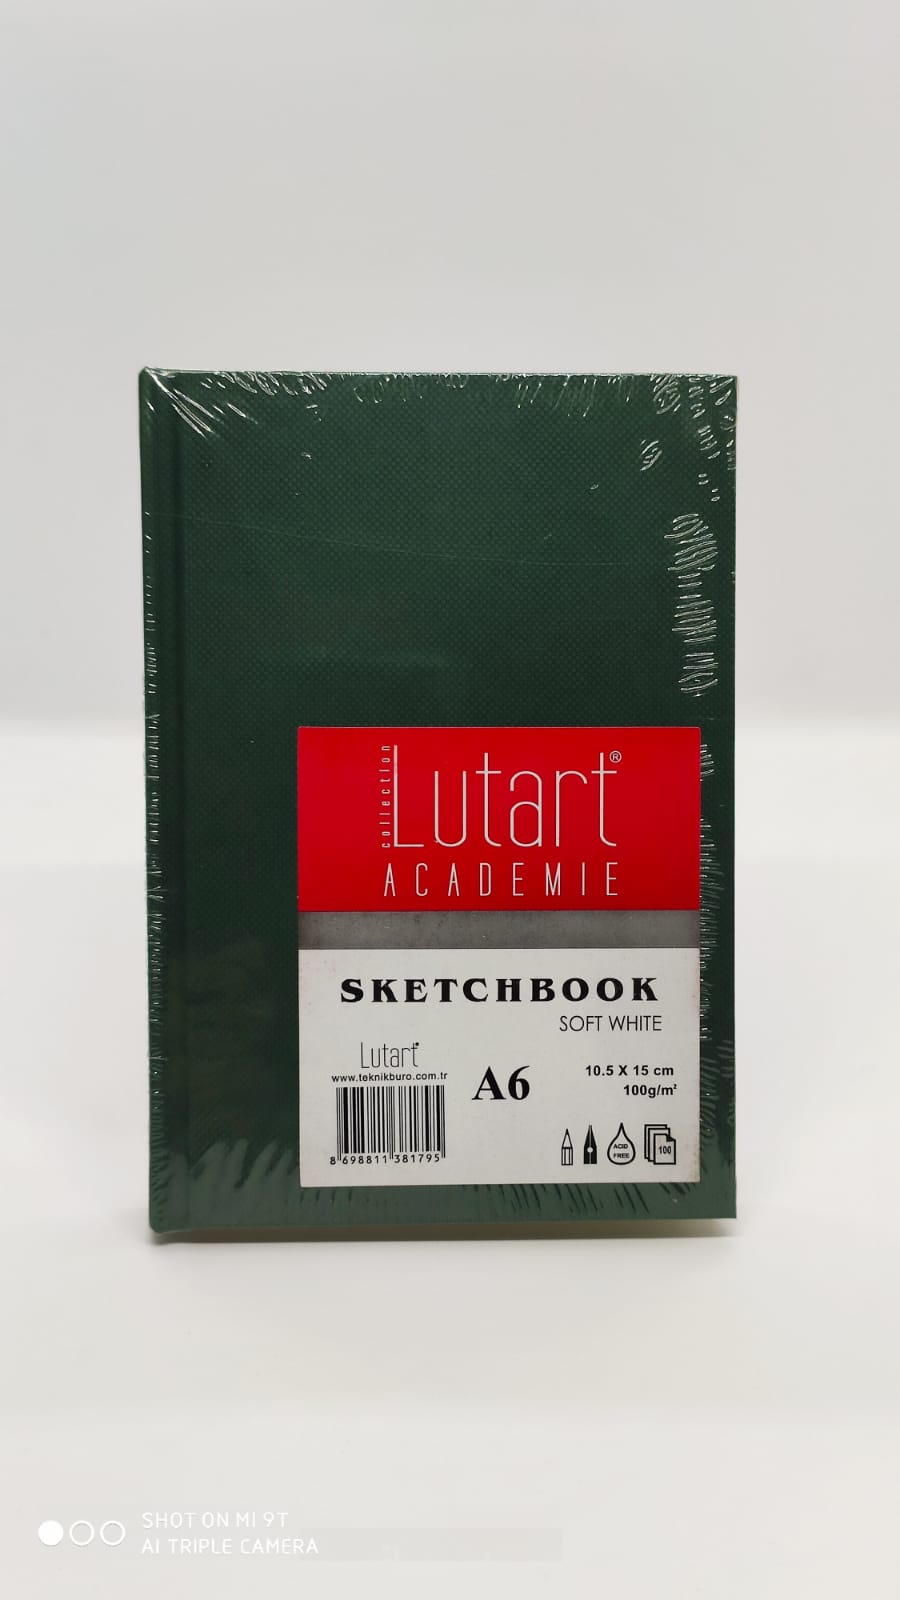 collection
Lutart®
ACADEMIE
SKETCHBOOK
SOFT WHITE
Lutart
www.teknikburo.com.tr
A6
10.5 X 15 cm
100g/m²
8 698811 381795
ACID
FREE
100
SHOT ON MI 9T
AI TRIPLE CAMERA